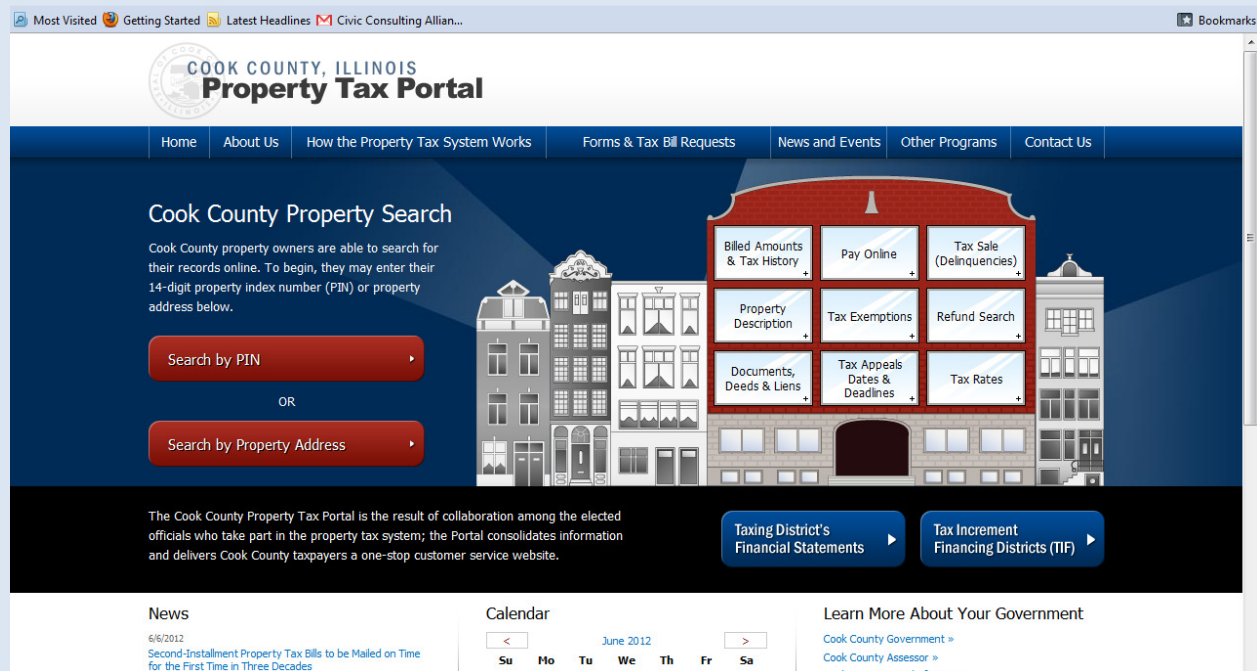 Most Visited Getting Started Latest Headlines Civic Consulting Allian... Bookmarks
COOK COUNTY, ILLINOIS
Property Tax Portal
Home About Us How the Property Tax System Works Forms & Tax Bill Requests News and Events Other Programs Contact Us
Cook County Property Search
Cook County property owners are able to search for
their records online. To begin, they may enter their
14-digit property index number (PIN) or property
address below.
Search by PIN
OR
Search by Property Address
Billed Amounts
& Tax History
Pay Online
Tax Sale
(Delinquencies)
Property
Description
Tax Exemptions
Refund Search
Documents,
Deeds & Liens
Tax Appeals
Dates &
Deadlines
Tax Rates
The Cook County Property Tax Portal is the result of collaboration among the elected
officials who take part in the property tax system; the Portal consolidates information
and delivers Cook County taxpayers a one-stop customer service website.
Taxing District's
Financial Statements
Tax Increment
Financing Districts (TIF)
News
6/6/2012
Second-Installment Property Tax Bills to be Mailed on Time
for the First Time in Three Decades
Calendar
< June 2012 >
Su Mo Tu We Th Fr Sa
Learn More About Your Government
Cook County Government »
Cook County Assessor »